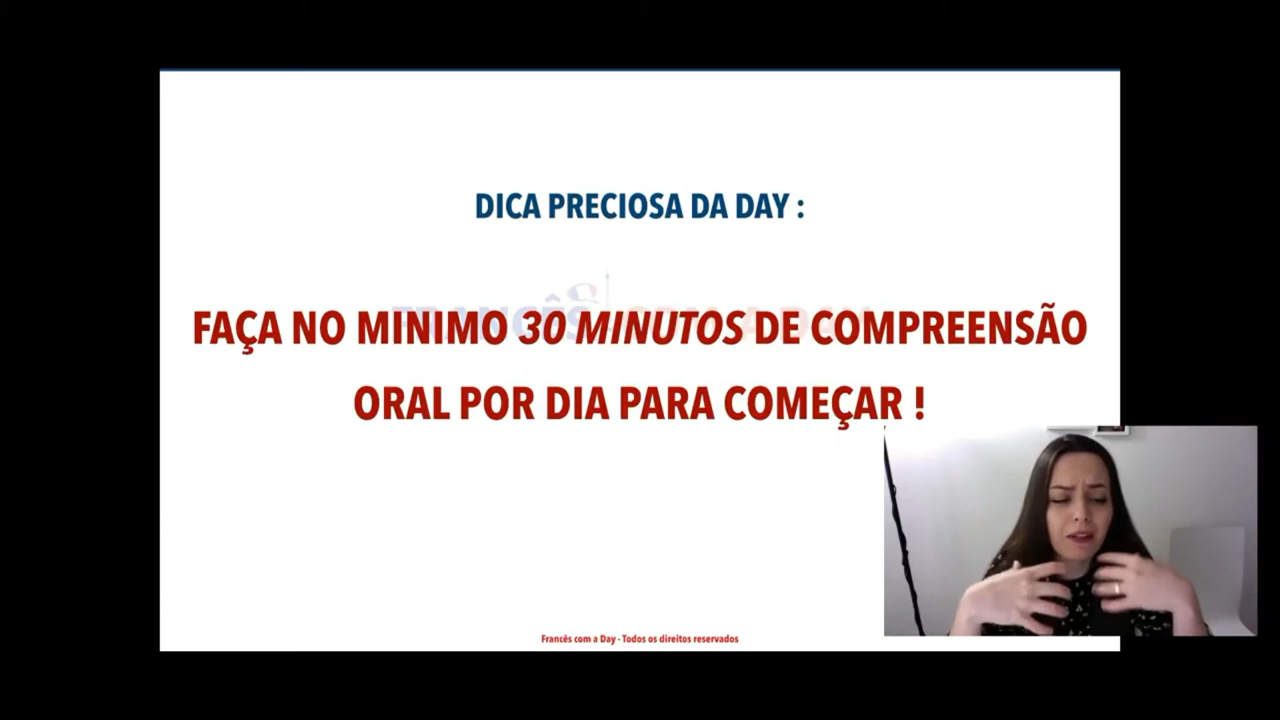 DICA PRECIOSA DA DAY :
FAÇA NO MINIMO 30 MINUTOS DE COMPREENSÃO
ORAL POR DIA PARA COMEÇAR !
Francês com a Day - Todos os direitos reservados